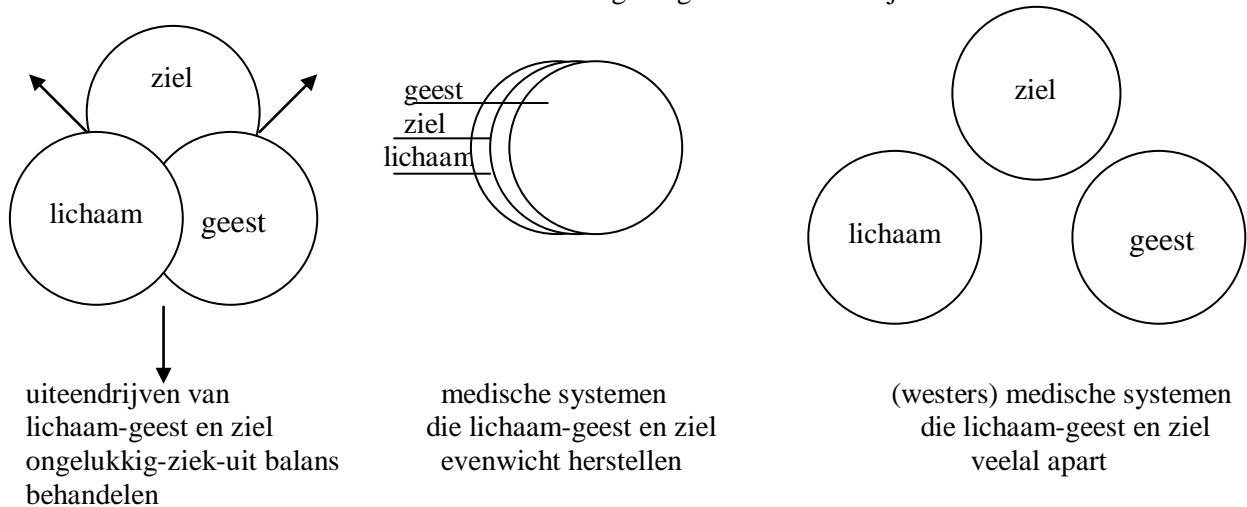 ziel
lichaam
geest
geest
ziel
lichaam
ziel
lichaam
geest
uiteendrijven van
lichaam-geest en ziel
ongelukkig-ziek-uit balans
behandelen
medische systemen
die lichaam-geest en ziel
evenwicht herstellen
(westers) medische systemen
die lichaam-geest en ziel
veelal apart